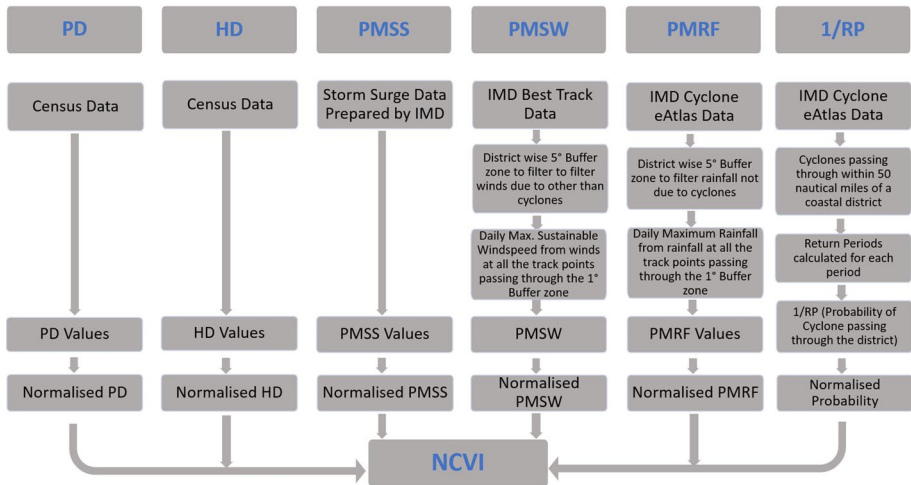 PD
HD
PMSS
PMSW
PMRF
1/RP
Census Data
Census Data
Storm Surge Data
Prepared by IMD
IMD Best Track
Data
IMD Cyclone
eAtlas Data
IMD Cyclone
eAtlas Data
District wise 5° Buffer
zone to filter to filter
winds due to other than
cyclones
District wise 5° Buffer
zone to filter rainfall not
due to cyclones
Cyclones passing
through within 50
nautical miles of a
coastal district
Daily Max. Sustainable
Windspeed from winds
at all the track points
passing through the 1°
Buffer zone
Daily Maximum Rainfall
from rainfall at all the
track points passing
through the 1° Buffer
zone
Return Periods
calculated for each
period
PD Values
HD Values
PMSS Values
PMSW
PMRF Values
1/RP (Probability of
Cyclone passing
through the district)
Normalised PD
Normalised HD
Normalised PMSS
Normalised
PMSW
Normalised PMRF
Normalised
Probability
NCVI